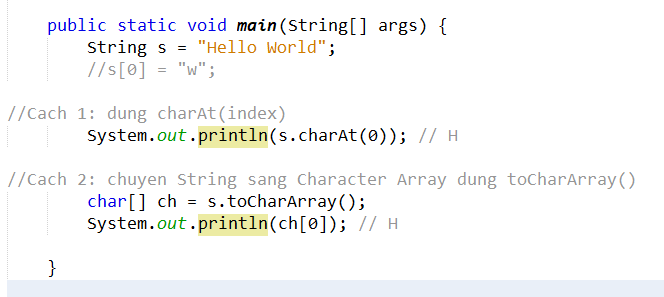 public static void main(String[] args) {
String s = "Hello World";
//s[0] = "w";
//Cach 1: dung charAt(index)
System.out.println(s.charAt(0)); // H
//Cach 2: chuyen String sang Character Array dung toCharArray()
char[] ch = s.toCharArray();
System.out.println(ch[0]); // H
}